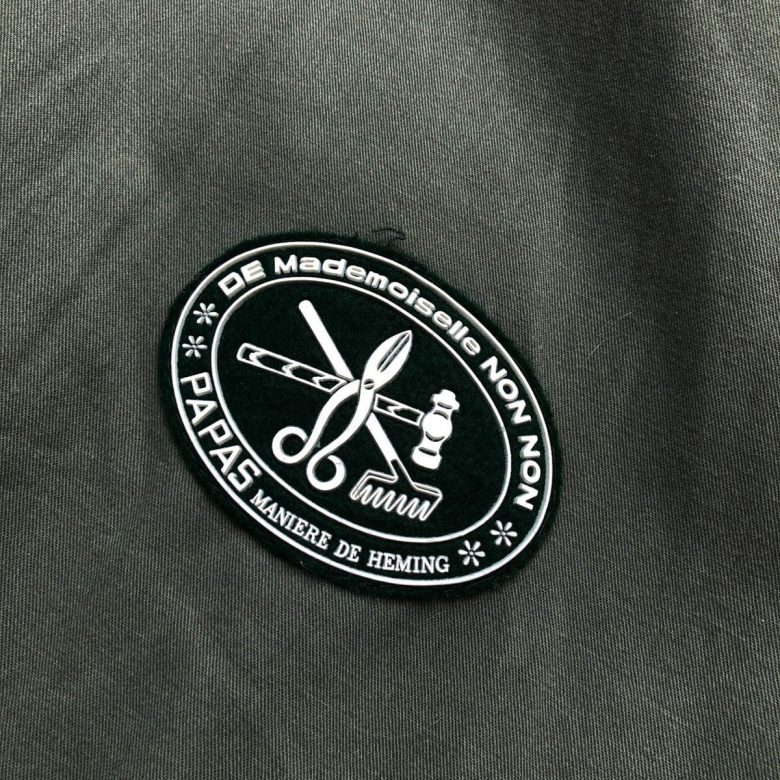 DE Mademoiselle NON NON
PAPAS MANIERE DE HEMING